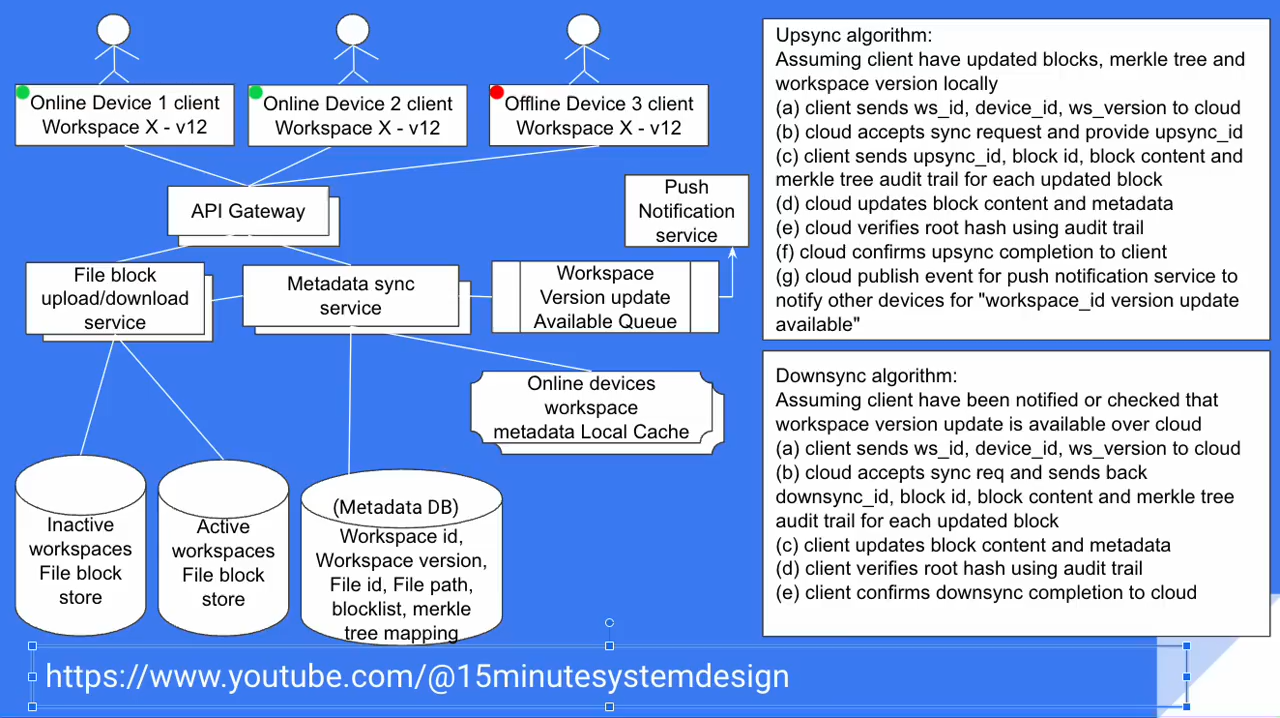 Online Device 1 client
Workspace X - v12
Online Device 2 client
Workspace X - v12
Offline Device 3 client
Workspace X - v12
API Gateway
Push
Notification
service
File block
upload/download
service
Metadata sync
service
Workspace
Version update
Available Queue
Online devices
workspace
metadata Local Cache
Inactive
workspaces
File block
store
Active
workspaces
File block
store
(Metadata DB)
Workspace id,
Workspace version,
File id, File path,
blocklist, merkle
tree mapping
Upsync algorithm:
Assuming client have updated blocks, merkle tree and
workspace version locally
(a) client sends ws_id, device_id, ws_version to cloud
(b) cloud accepts sync request and provide upsync_id
(c) client sends upsync_id, block id, block content and
merkle tree audit trail for each updated block
(d) cloud updates block content and metadata
(e) cloud verifies root hash using audit trail
(f) cloud confirms upsync completion to client
(g) cloud publish event for push notification service to
notify other devices for "workspace_id version update
available"
Downsync algorithm:
Assuming client have been notified or checked that
workspace version update is available over cloud
(a) client sends ws_id, device_id, ws_version to cloud
(b) cloud accepts sync req and sends back
downsync_id, block id, block content and merkle tree
audit trail for each updated block
(c) client updates block content and metadata
(d) client verifies root hash using audit trail
(e) client confirms downsync completion to cloud
https://www.youtube.com/@15minutesystemdesign